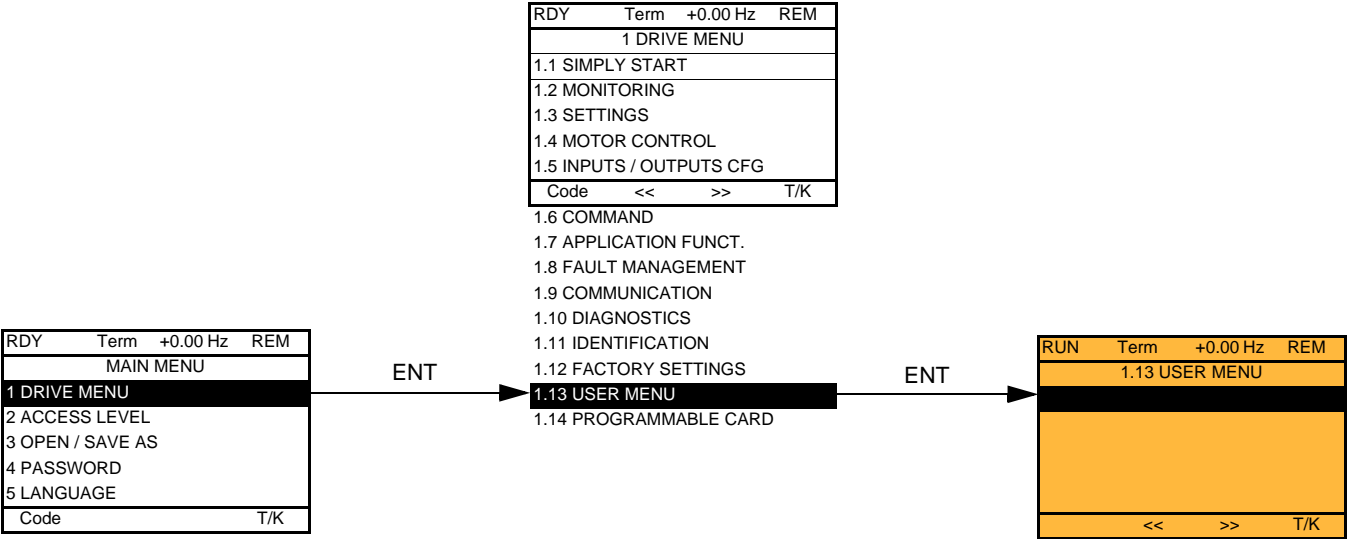 RDY Term +0.00 Hz REM
1 DRIVE MENU
1.1 SIMPLY START
1.2 MONITORING
1.3 SETTINGS
1.4 MOTOR CONTROL
1.5 INPUTS / OUTPUTS CFG
Code << >> T/K
1.6 COMMAND
1.7 APPLICATION FUNCT.
1.8 FAULT MANAGEMENT
1.9 COMMUNICATION
1.10 DIAGNOSTICS
1.11 IDENTIFICATION
1.12 FACTORY SETTINGS
1.13 USER MENU
1.14 PROGRAMMABLE CARD
RDY Term +0.00 Hz REM
MAIN MENU
1 DRIVE MENU
2 ACCESS LEVEL
3 OPEN / SAVE AS
4 PASSWORD
5 LANGUAGE
Code T/K
ENT
ENT
RUN Term +0.00 Hz REM
1.13 USER MENU
<< >> T/K